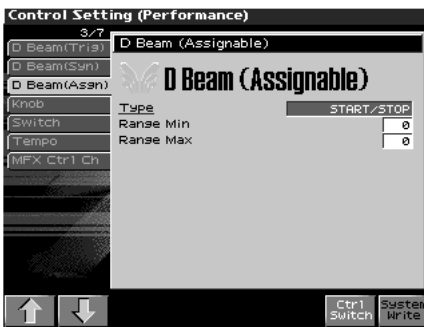 Control Setting (Performance)
3/7
D Beam(Trig)
D Beam(Syn)
D Beam(Assgn)
Knob
Switch
Tempo
MFX Ctrl Ch
D Beam (Assignable)
D Beam (Assignable)
Type START/STOP
Range Min 0
Range Max 0
Ctrl Switch
System Write